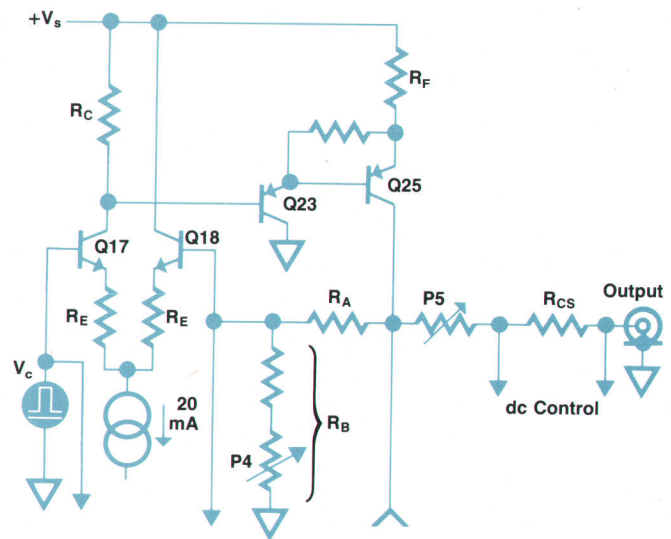 +Vs
RC
RF
Q23
Q25
Q17
Q18
RE
RE
RA
P5
RCS
Output
Vc
20
mA
P4
RB
dc Control